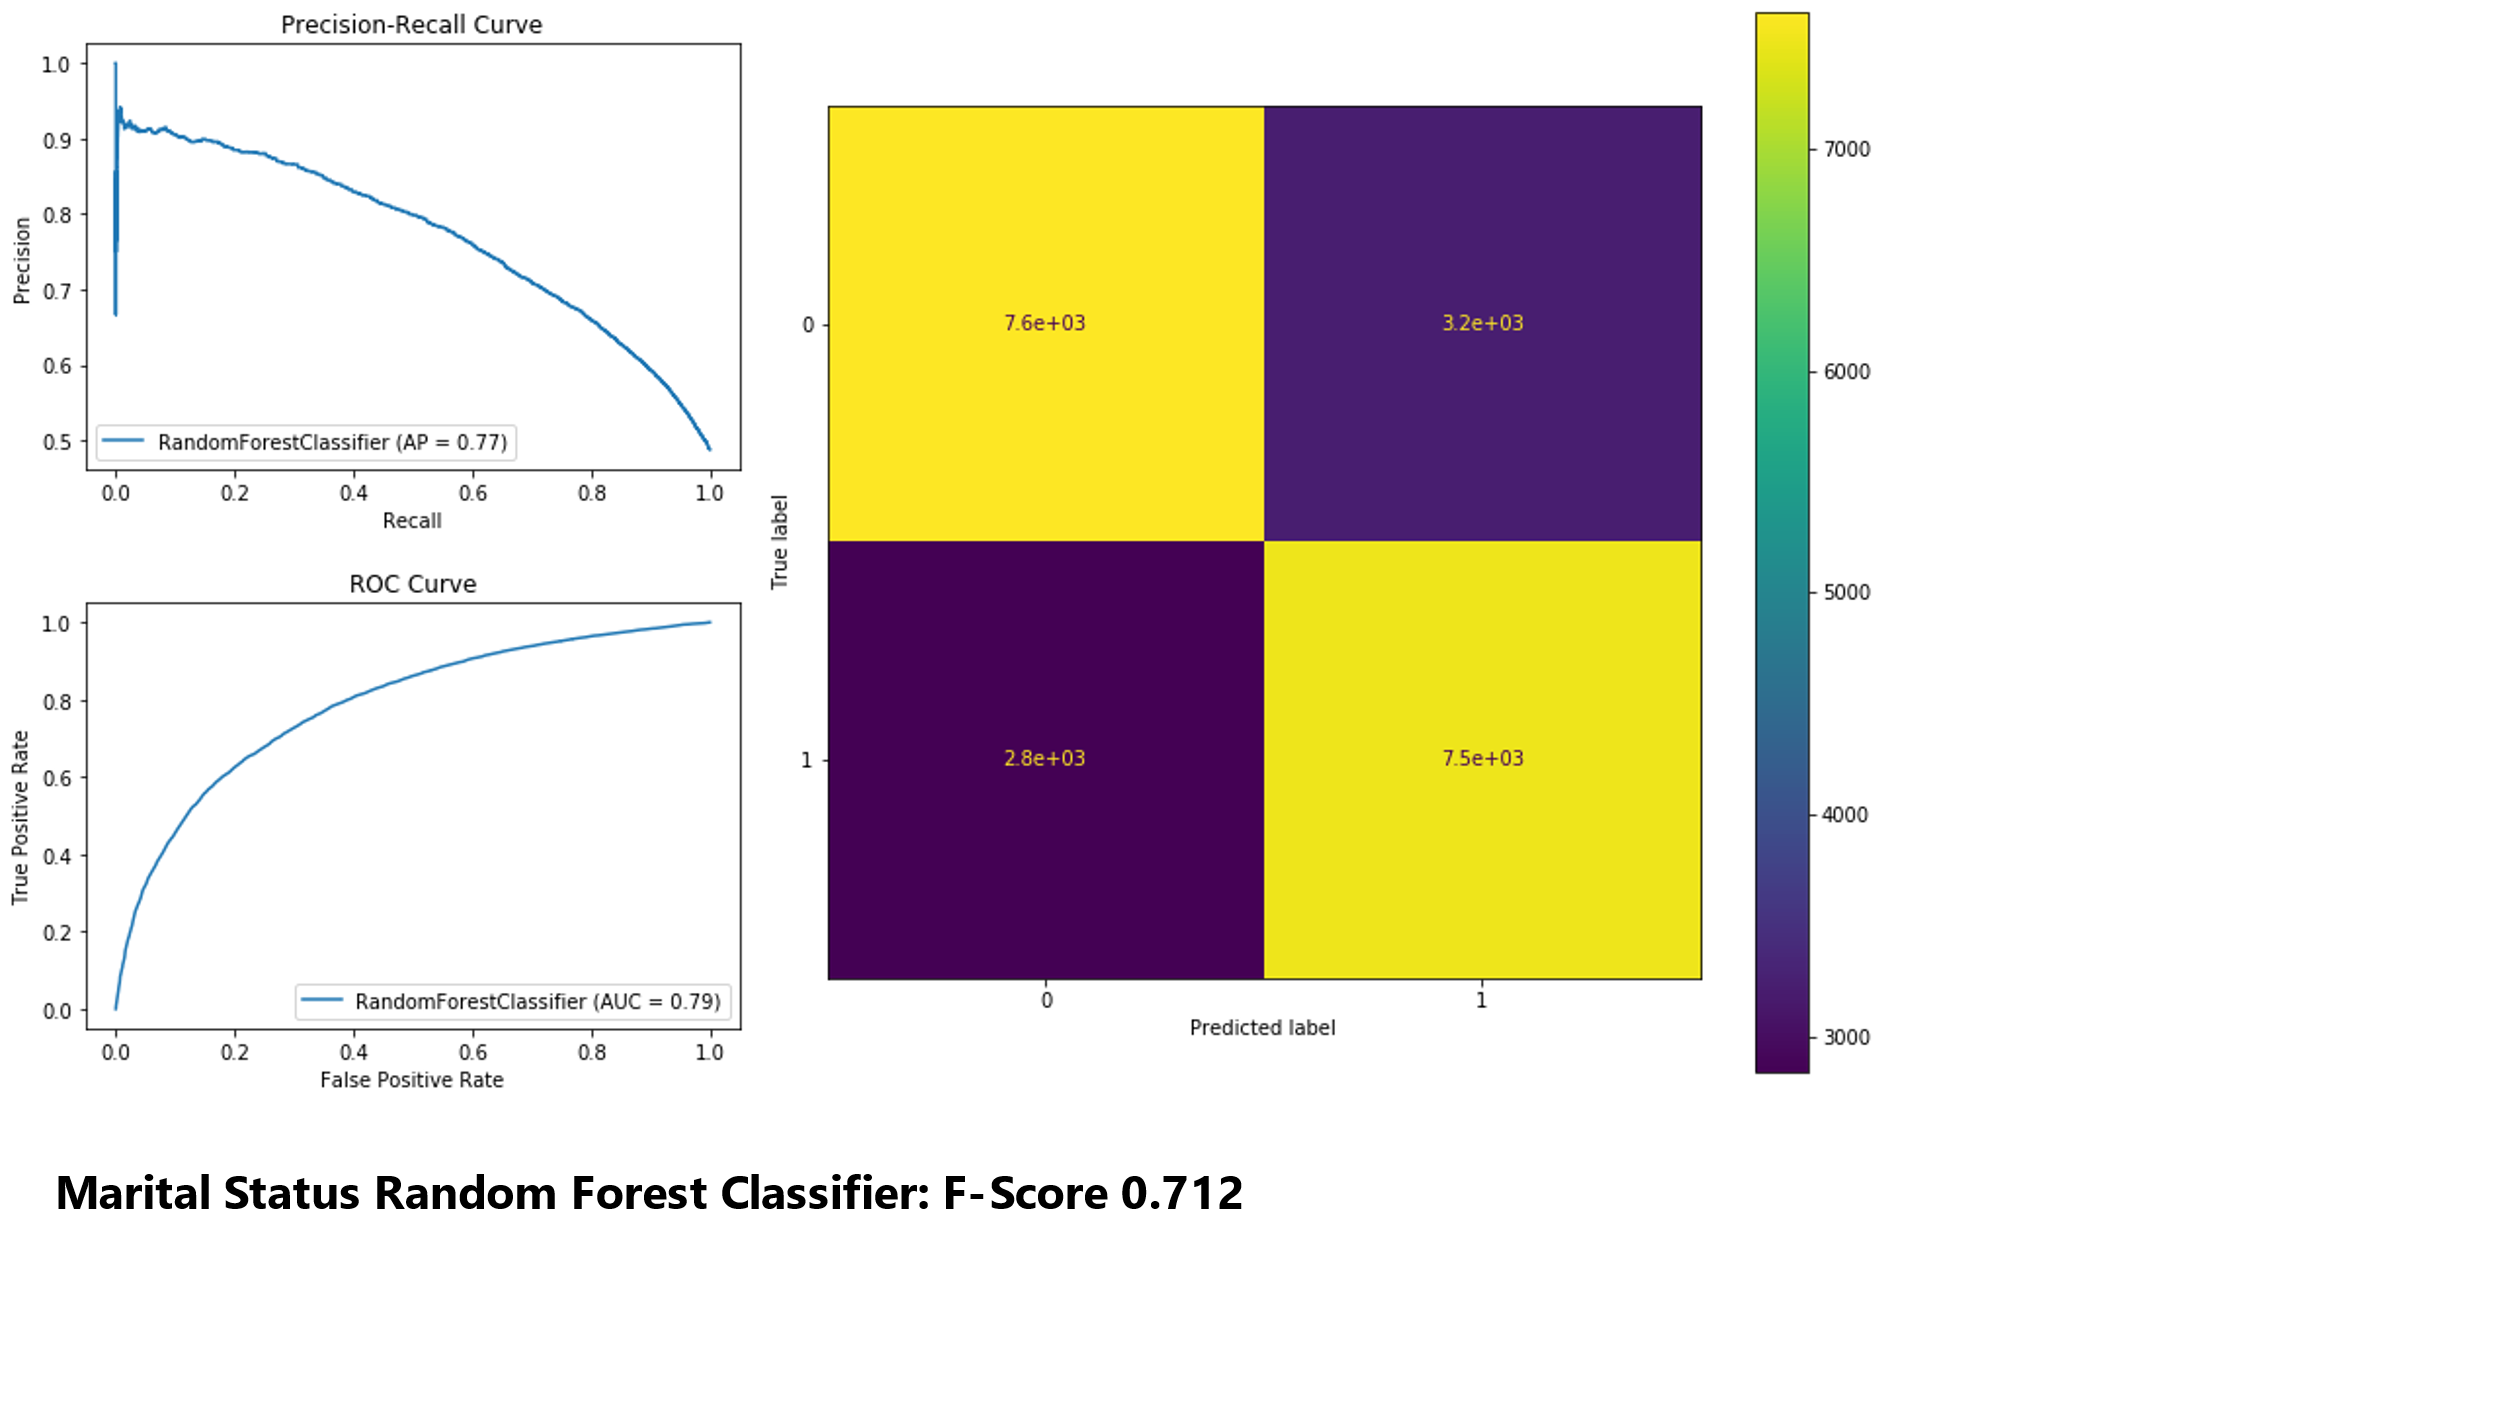 Precision-Recall Curve
1.0
0.9
0.8
0.7
0.6
0.5
Precision
RandomForestClassifier (AP = 0.77)
0.0 0.2 0.4 0.6 0.8 1.0
Recall
ROC Curve
1.0
0.8
0.6
0.4
0.2
0.0
True Positive Rate
RandomForestClassifier (AUC = 0.79)
0.0 0.2 0.4 0.6 0.8 1.0
False Positive Rate
True label
0
7.6e+03 3.2e+03
1
2.8e+03 7.5e+03
0 1
Predicted label
7000
6000
5000
4000
3000
Marital Status Random Forest Classifier: F-Score 0.712